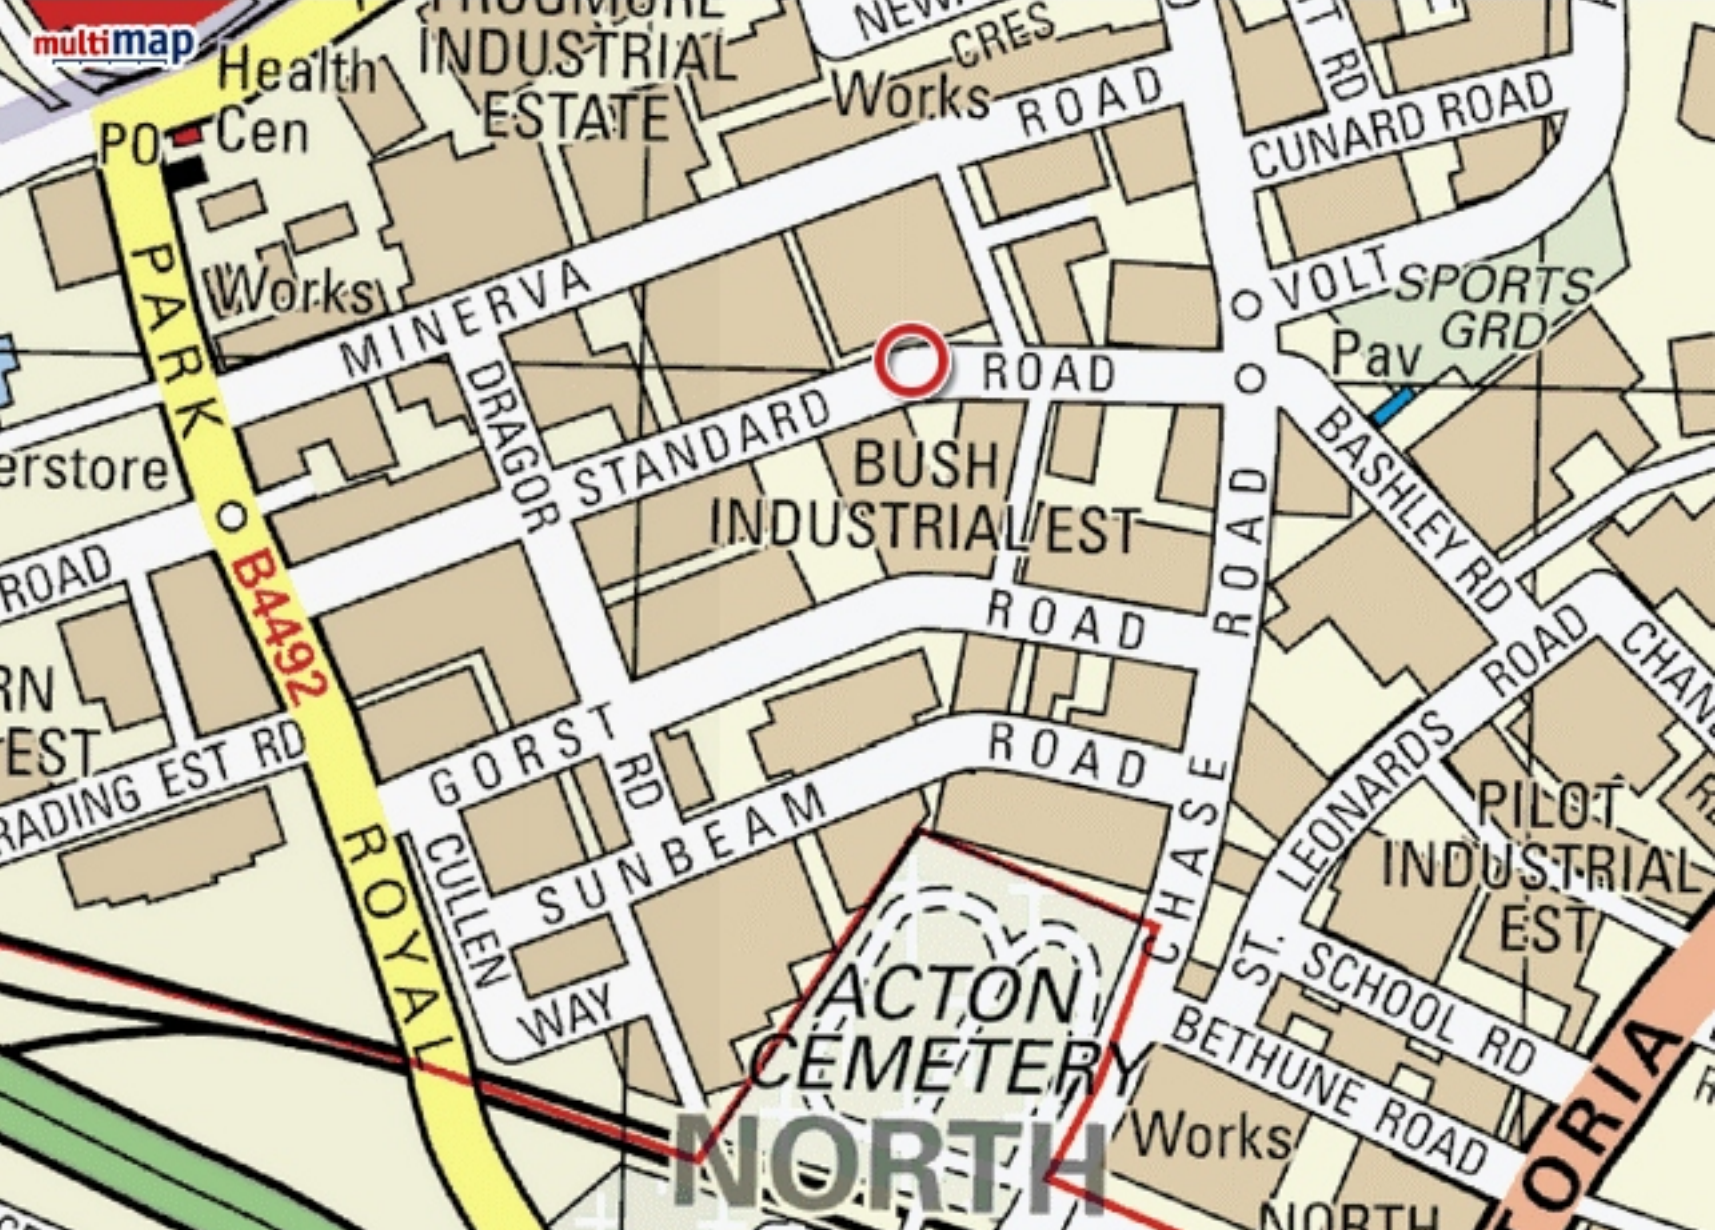 multimap
Health
Cen
PO
INDUSTRIAL
ESTATE
CRES
Works
ROAD
RD
CUNARD ROAD
VOLT
SPORTS
GRD
Pav
Works
MINERVA
PARK
DRAGOR
STANDARD
ROAD
BASHLEY RD
BUSH
INDUSTRIAL EST
erstore
ROAD
B4492
RN
EST
RADING EST RD
ROAD
ROAD
GORST
RD
ROAD
LEONARDS ROAD
CHAN
PILOT
INDUSTRIAL
EST
SUNBEAM
CHASE
CULLEN
WAY
ROYAL
ST.
SCHOOL RD
BETHUNE ROAD
ACTON
CEMETERY
NORTH
Works
NORTH
TORIA